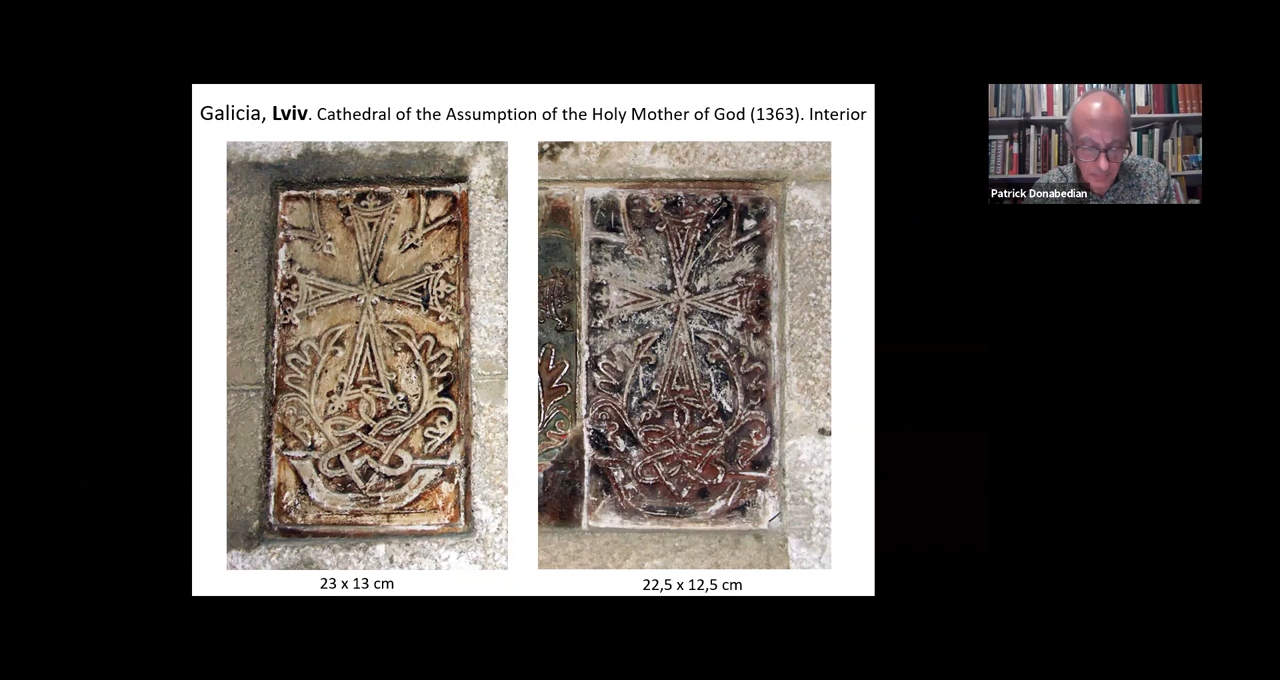 Galicia, Lviv. Cathedral of the Assumption of the Holy Mother of God (1363). Interior
23 x 13 cm
22,5 x 12,5 cm
Patrick Donabedian